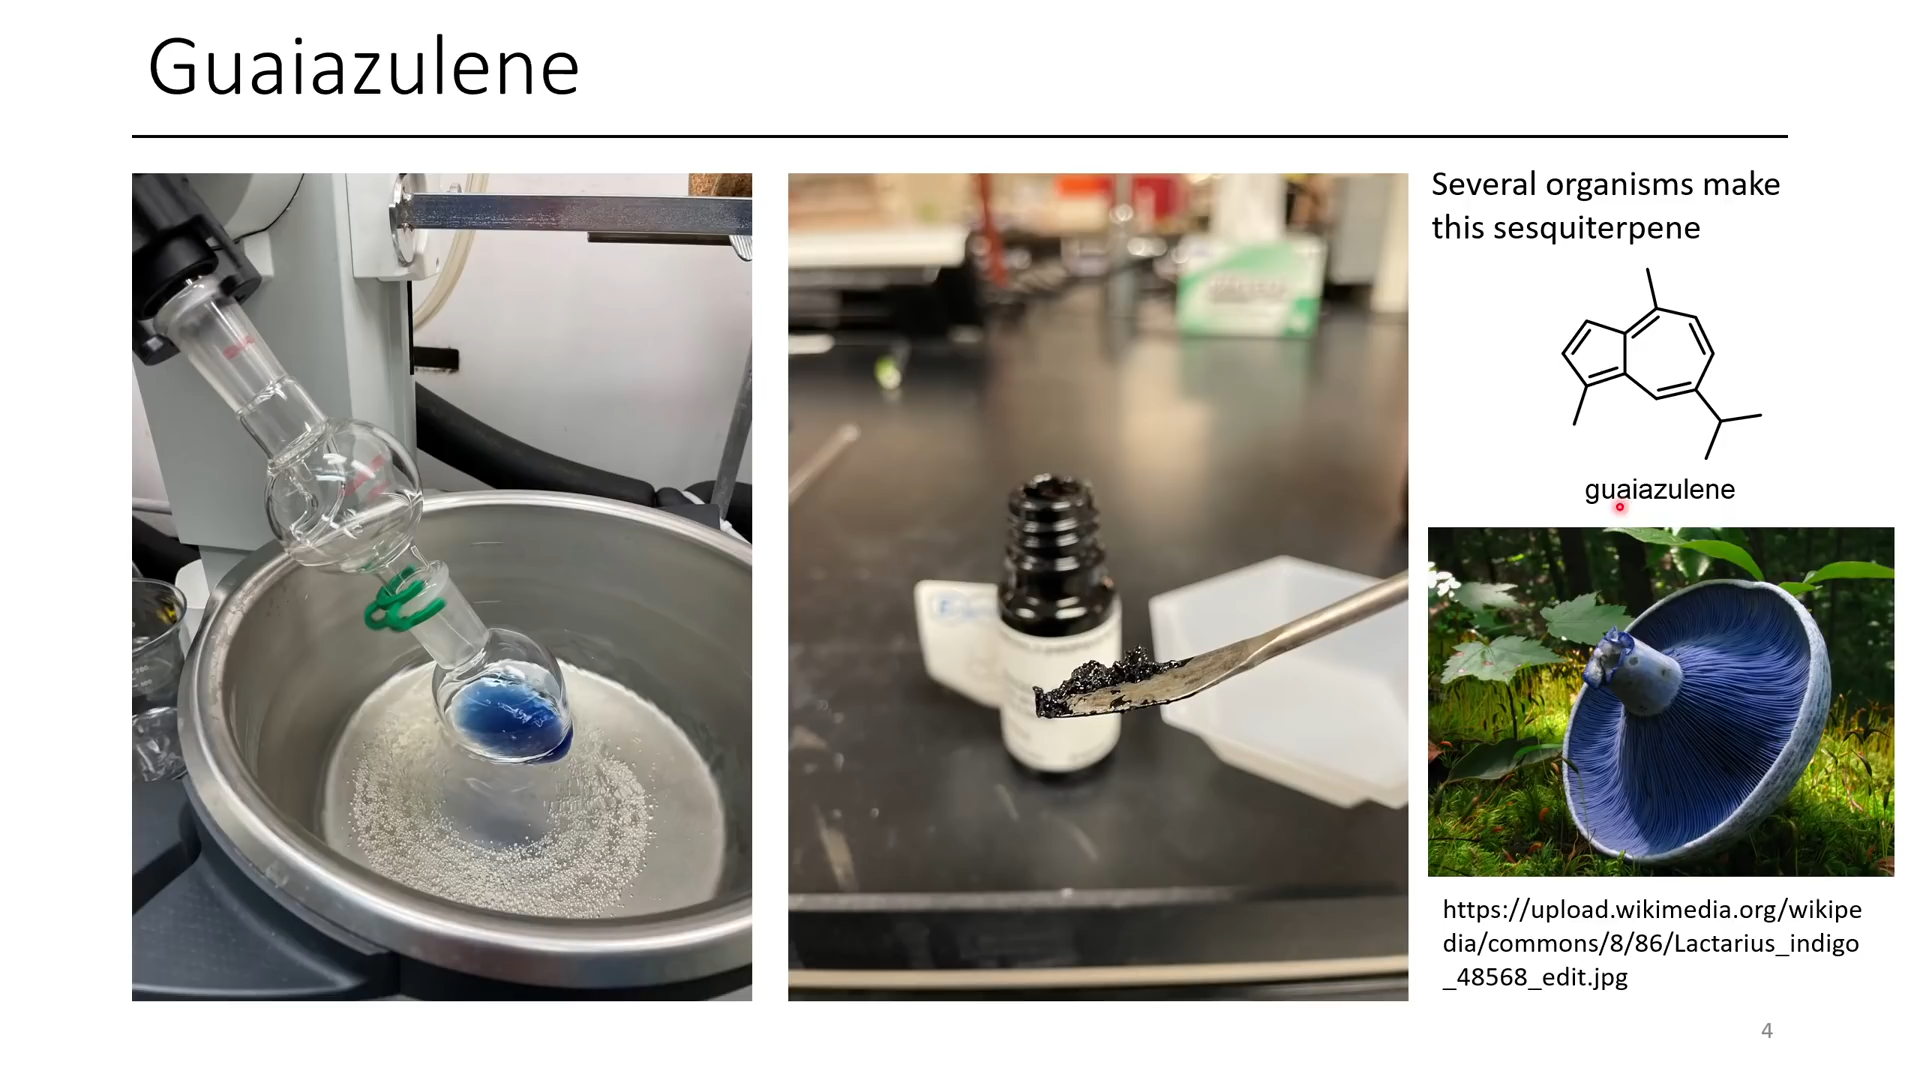 Guaiazulene
Several organisms make
this sesquiterpene
guaiazulene
https://upload.wikimedia.org/wikipe
dia/commons/8/86/Lactarius_indigo
_48568_edit.jpg
4